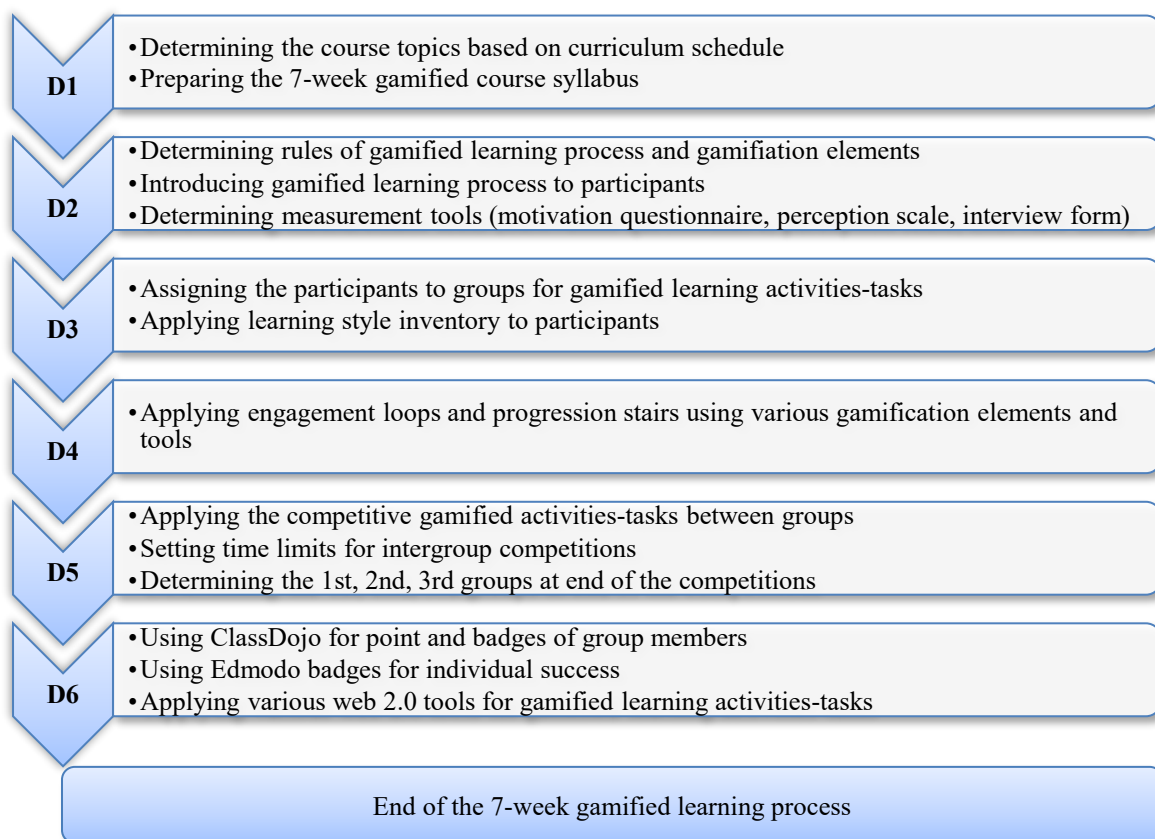 D1
•Determining the course topics based on curriculum schedule
•Preparing the 7-week gamified course syllabus
D2
•Determining rules of gamified learning process and gamifiation elements
•Introducing gamified learning process to participants
•Determining measurement tools (motivation questionnaire, perception scale, interview form)
D3
•Assigning the participants to groups for gamified learning activities-tasks
•Applying learning style inventory to participants
D4
•Applying engagement loops and progression stairs using various gamification elements and
tools
D5
•Applying the competitive gamified activities-tasks between groups
•Setting time limits for intergroup competitions
•Determining the 1st, 2nd, 3rd groups at end of the competitions
D6
•Using ClassDojo for point and badges of group members
•Using Edmodo badges for individual success
•Applying various web 2.0 tools for gamified learning activities-tasks
End of the 7-week gamified learning process